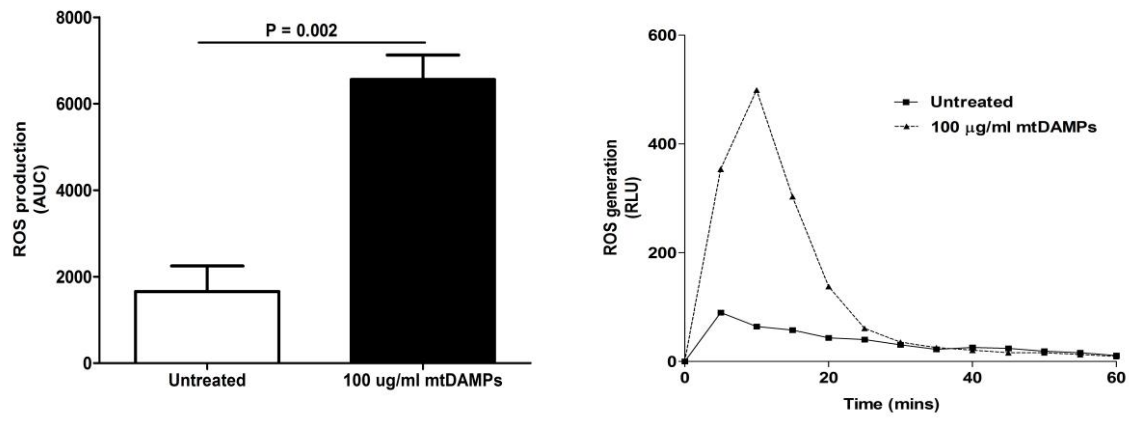 8000
6000
4000
2000
0
ROS production
(AUC)
P = 0.002
Untreated
100 ug/ml mtDAMPs
600
400
200
0
ROS generation
(RLU)
Untreated
100 μg/ml mtDAMPs
0
20
40
60
Time (mins)